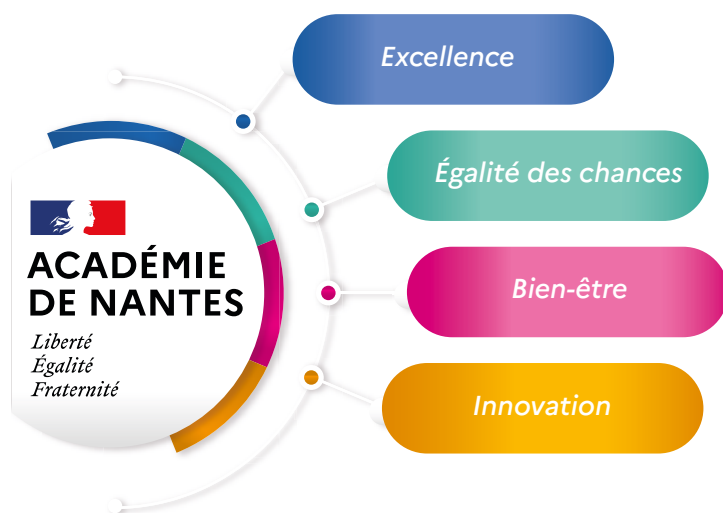 Excellence
Égalité des chances
Bien-être
Innovation
ACADÉMIE
DE NANTES
Liberté
Égalité
Fraternité